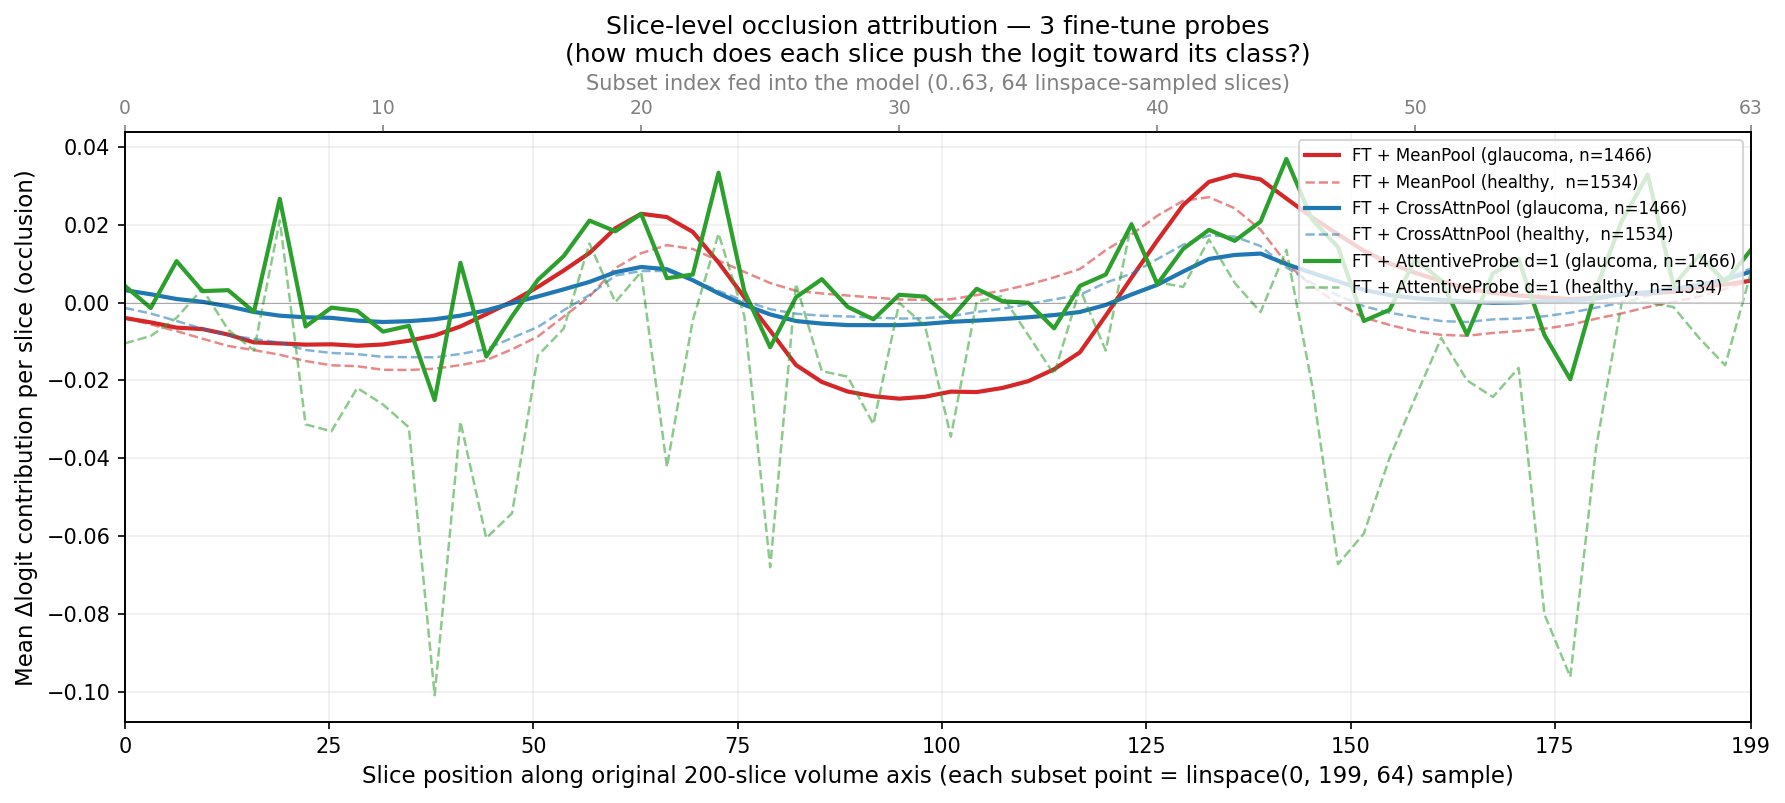 Slice-level occlusion attribution — 3 fine-tune probes
(how much does each slice push the logit toward its class?)
Subset index fed into the model (0..63, 64 linspace-sampled slices)
0 10 20 30 40 50 63
Mean Δlogit contribution per slice (occlusion)
0.04
0.02
0.00
−0.02
−0.04
−0.06
−0.08
−0.10
FT + MeanPool (glaucoma, n=1466)
FT + MeanPool (healthy,  n=1534)
FT + CrossAttnPool (glaucoma, n=1466)
FT + CrossAttnPool (healthy,  n=1534)
FT + AttentiveProbe d=1 (glaucoma, n=1466)
FT + AttentiveProbe d=1 (healthy, n=1534)
0 25 50 75 100 125 150 175 199
Slice position along original 200-slice volume axis (each subset point = linspace(0, 199, 64) sample)